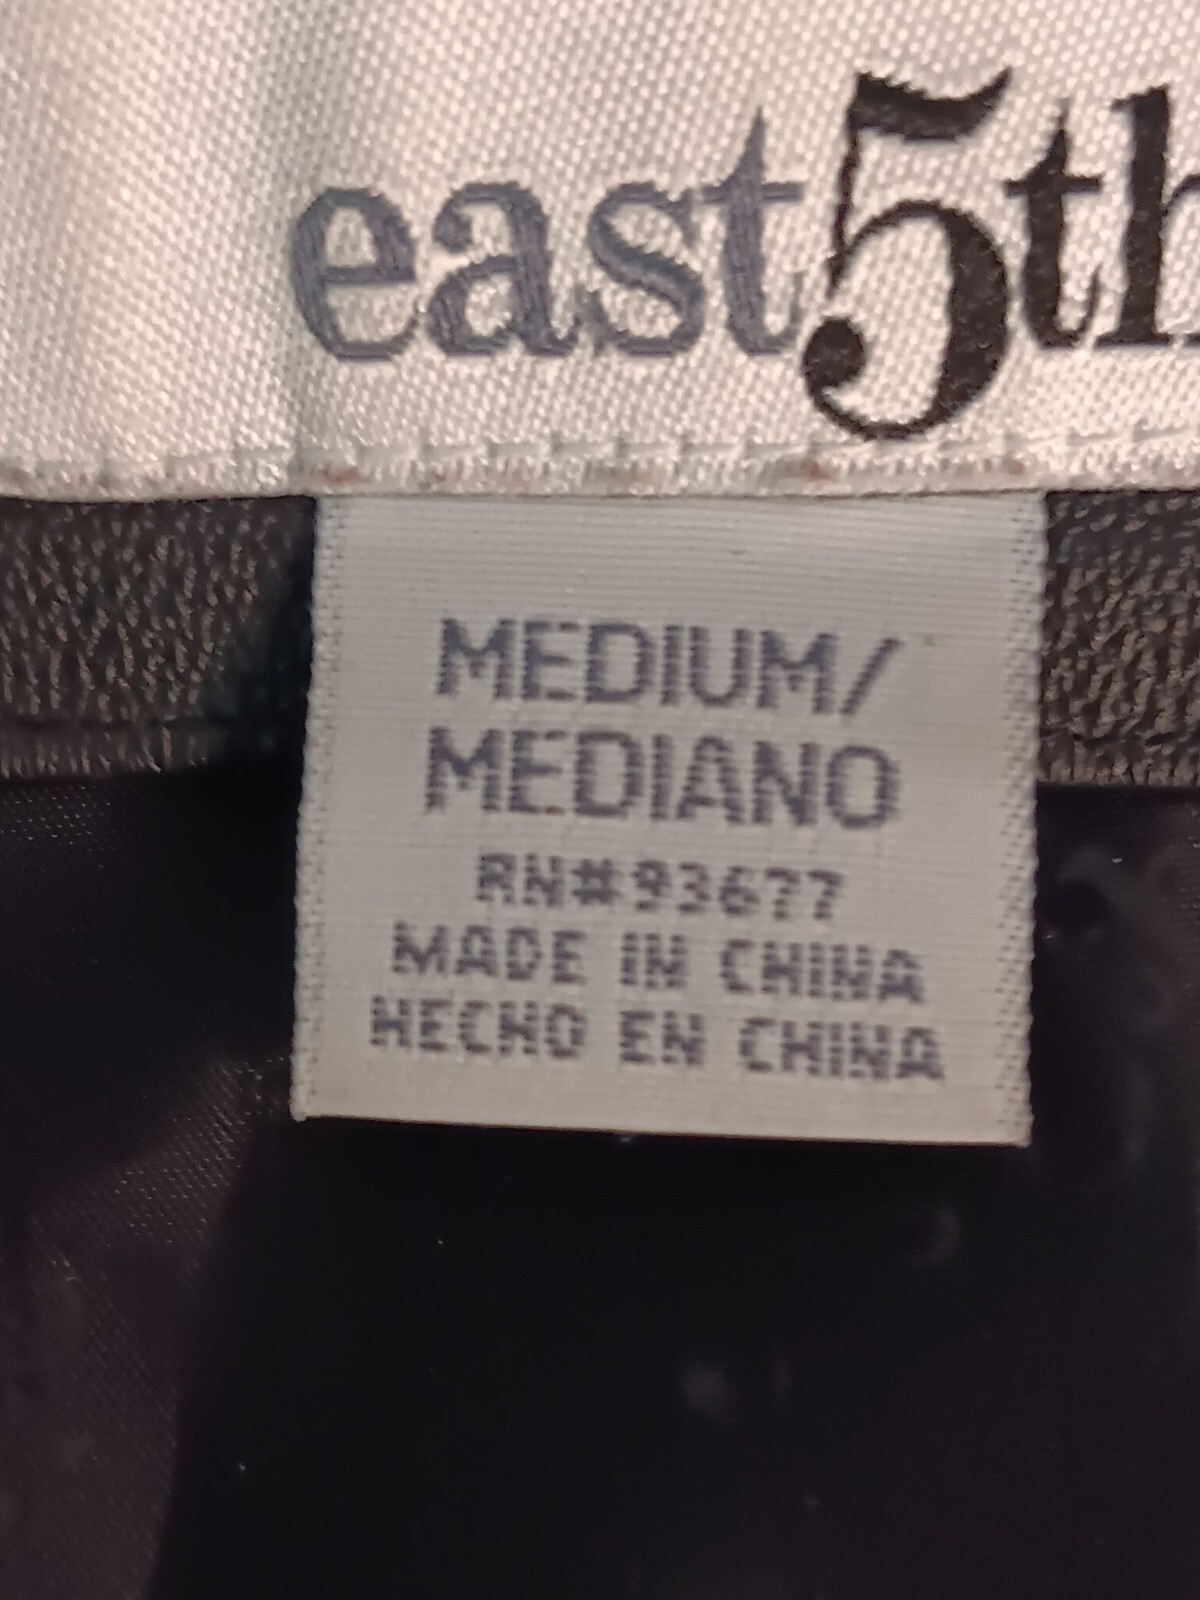 east5th
MEDIUM/
MEDIANO
RN#93677
MADE IN CHINA
HECHO EN CHINA